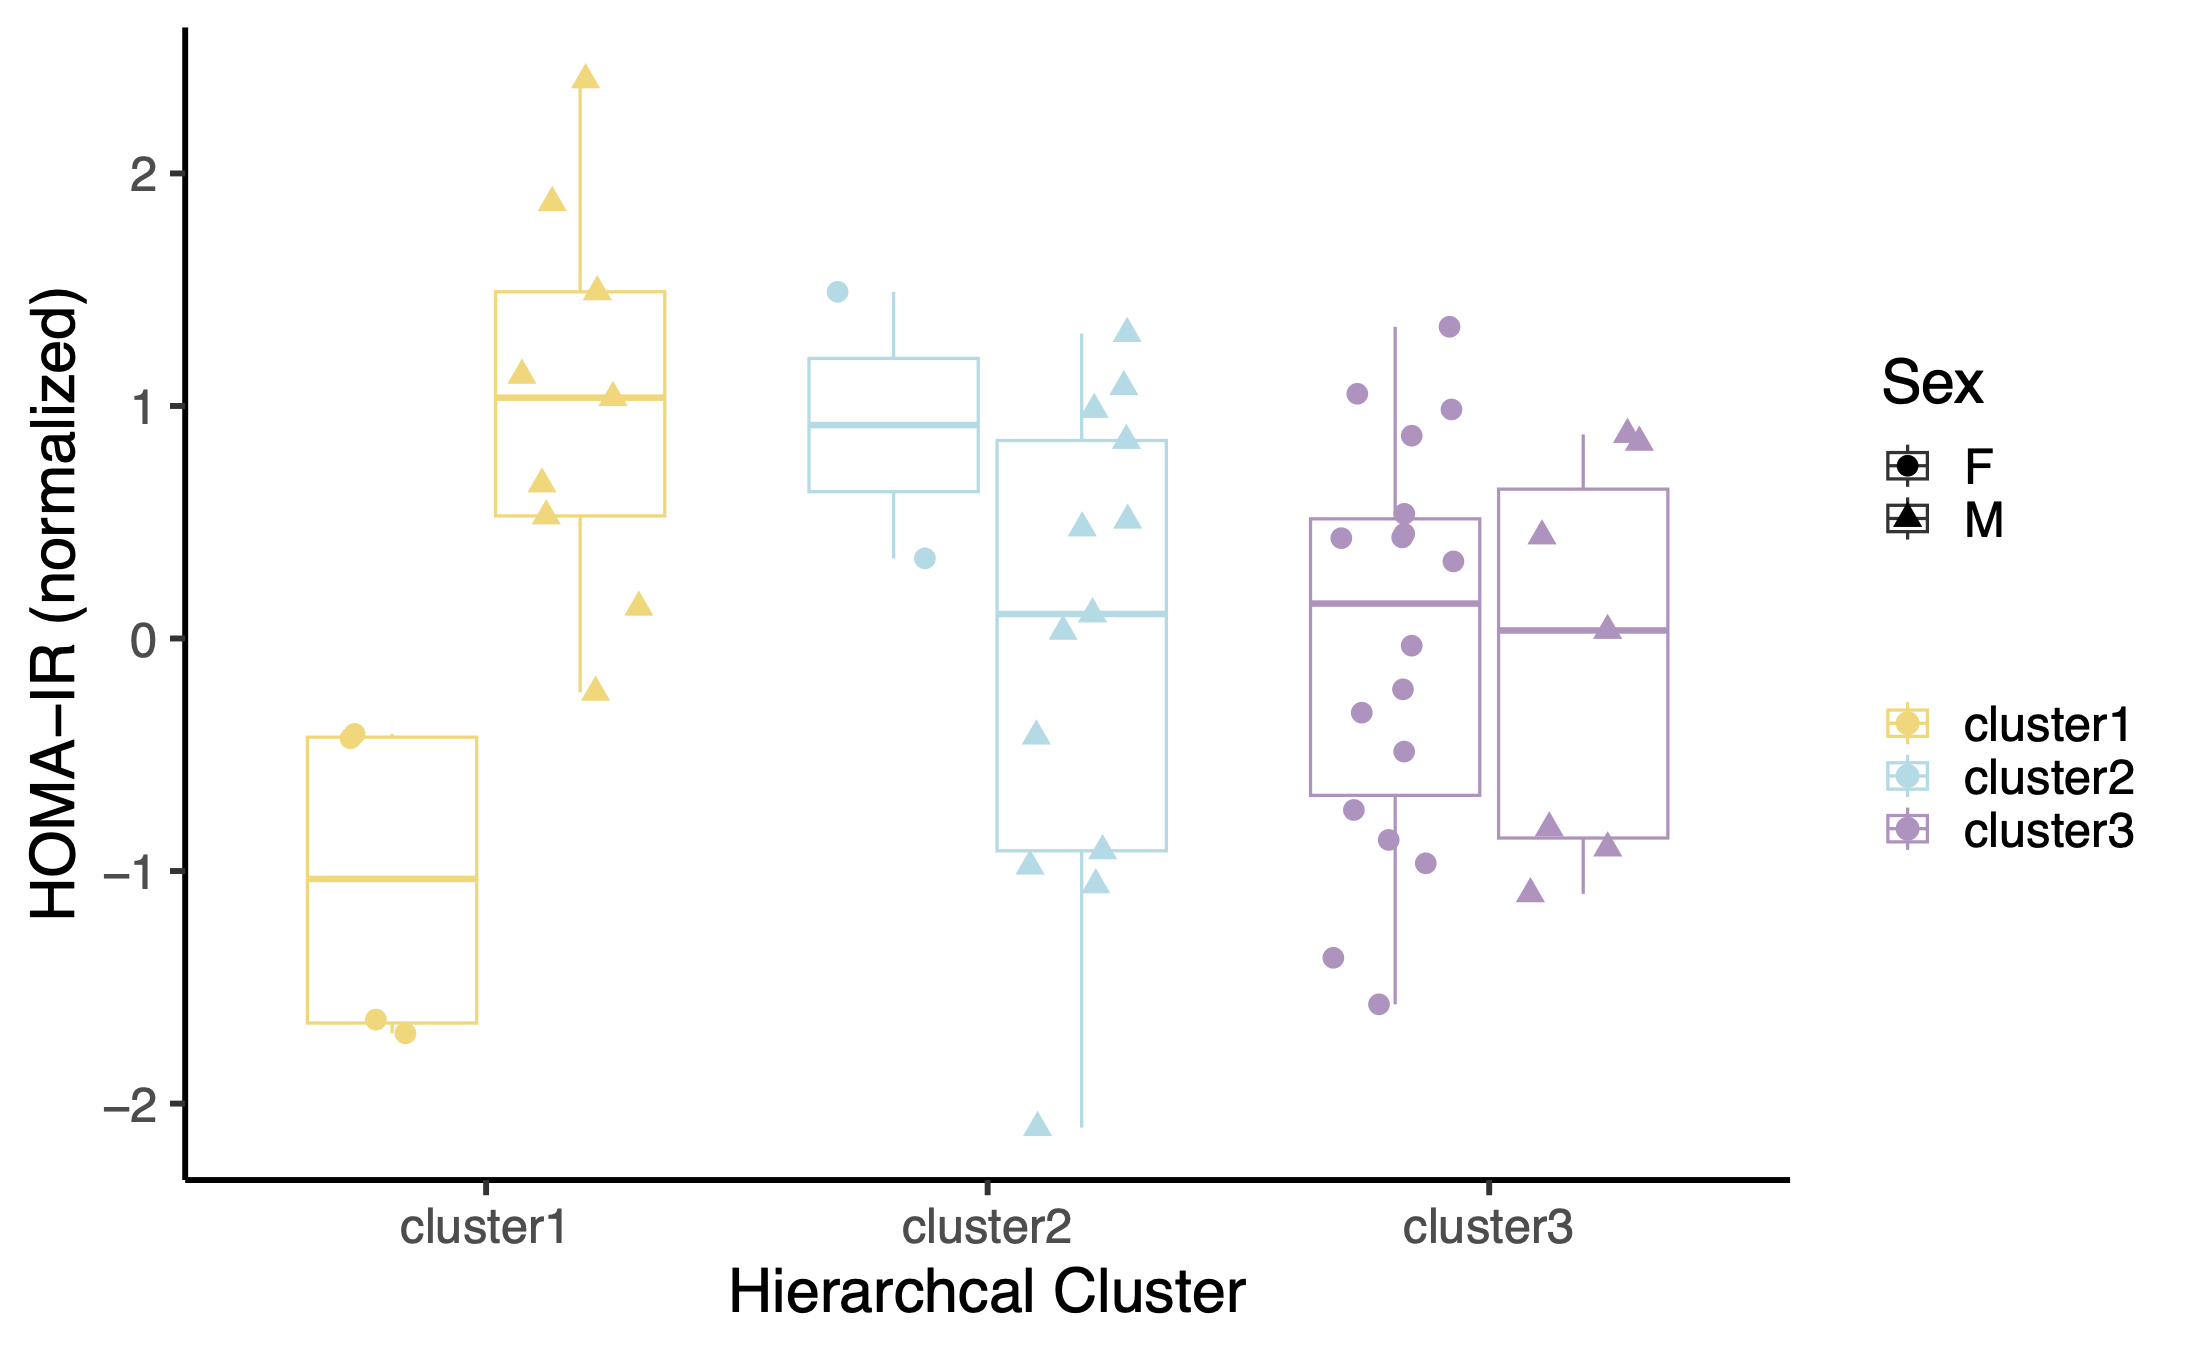 HOMA−IR (normalized)
2
1
0
−1
−2
cluster1 cluster2 cluster3
Hierarchcal Cluster
Sex
F
M
cluster1
cluster2
cluster3